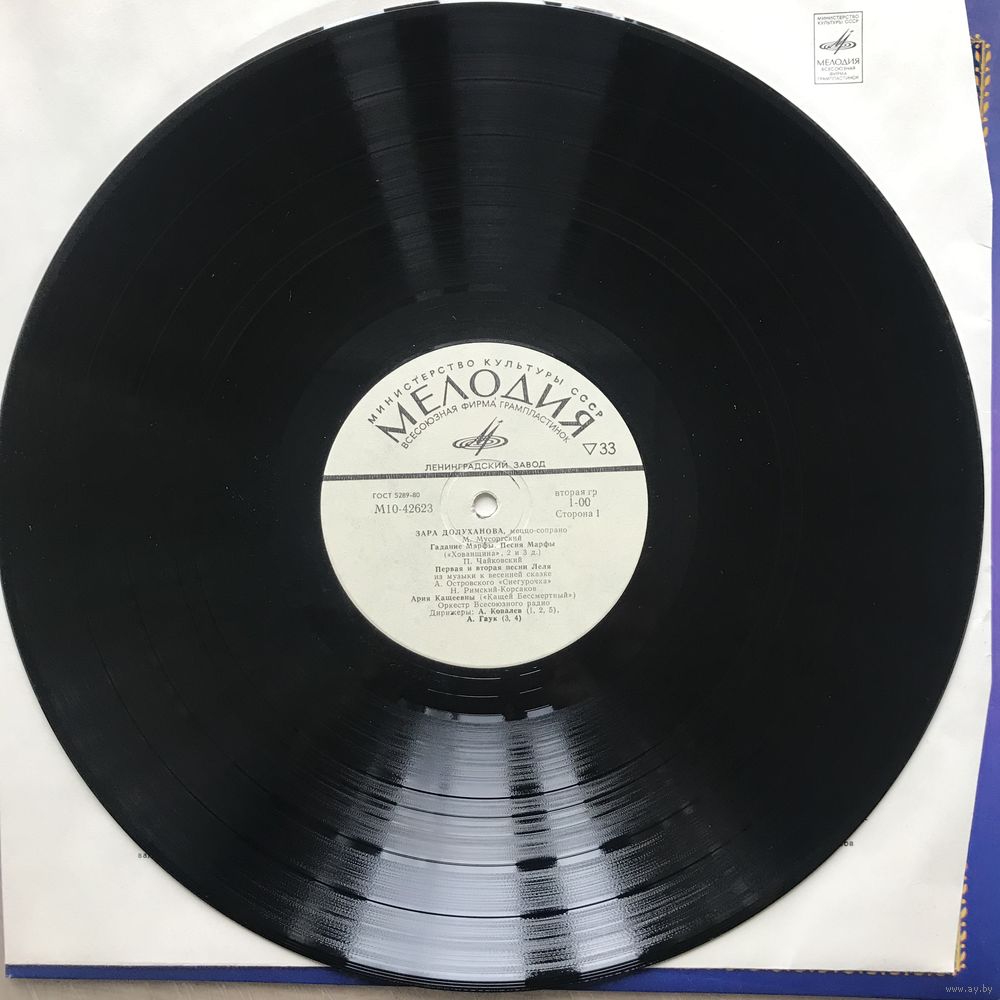 МИНИСТЕРСТВО
КУЛЬТУРЫ СССР
МЕЛОДИЯ
ВСЕСОЮЗНАЯ
ФИРМА
ГРАМПЛАСТИНОК
МИНИСТЕРСТВО КУЛЬТУРЫ СССР
МЕЛОДИЯ
ВСЕСОЮЗНАЯ ФИРМА ГРАМПЛАСТИНОК
▽33
ЛЕНИНГРАДСКИЙ ЗАВОД
ГОСТ 5289-80
М10-42623
вторая гр
1-00
Сторона 1
ЗАРА ДОЛУХАНОВА, меццо-сопрано
М. Мусоргский
Гадание Марфы. Песня Марфы
(«Хованщина», 2 и 3 д.)
П. Чайковский
Первая и вторая песни Леля
из музыки к весенней сказке
А. Островского «Снегурочка»
Н. Римский-Корсаков
Ария Кащеевны («Кащей Бессмертный»)
Оркестр Всесоюзного радио
Дирижеры: А. Ковалев (1, 2, 5),
А. Гаук (3, 4)
www.ay.by